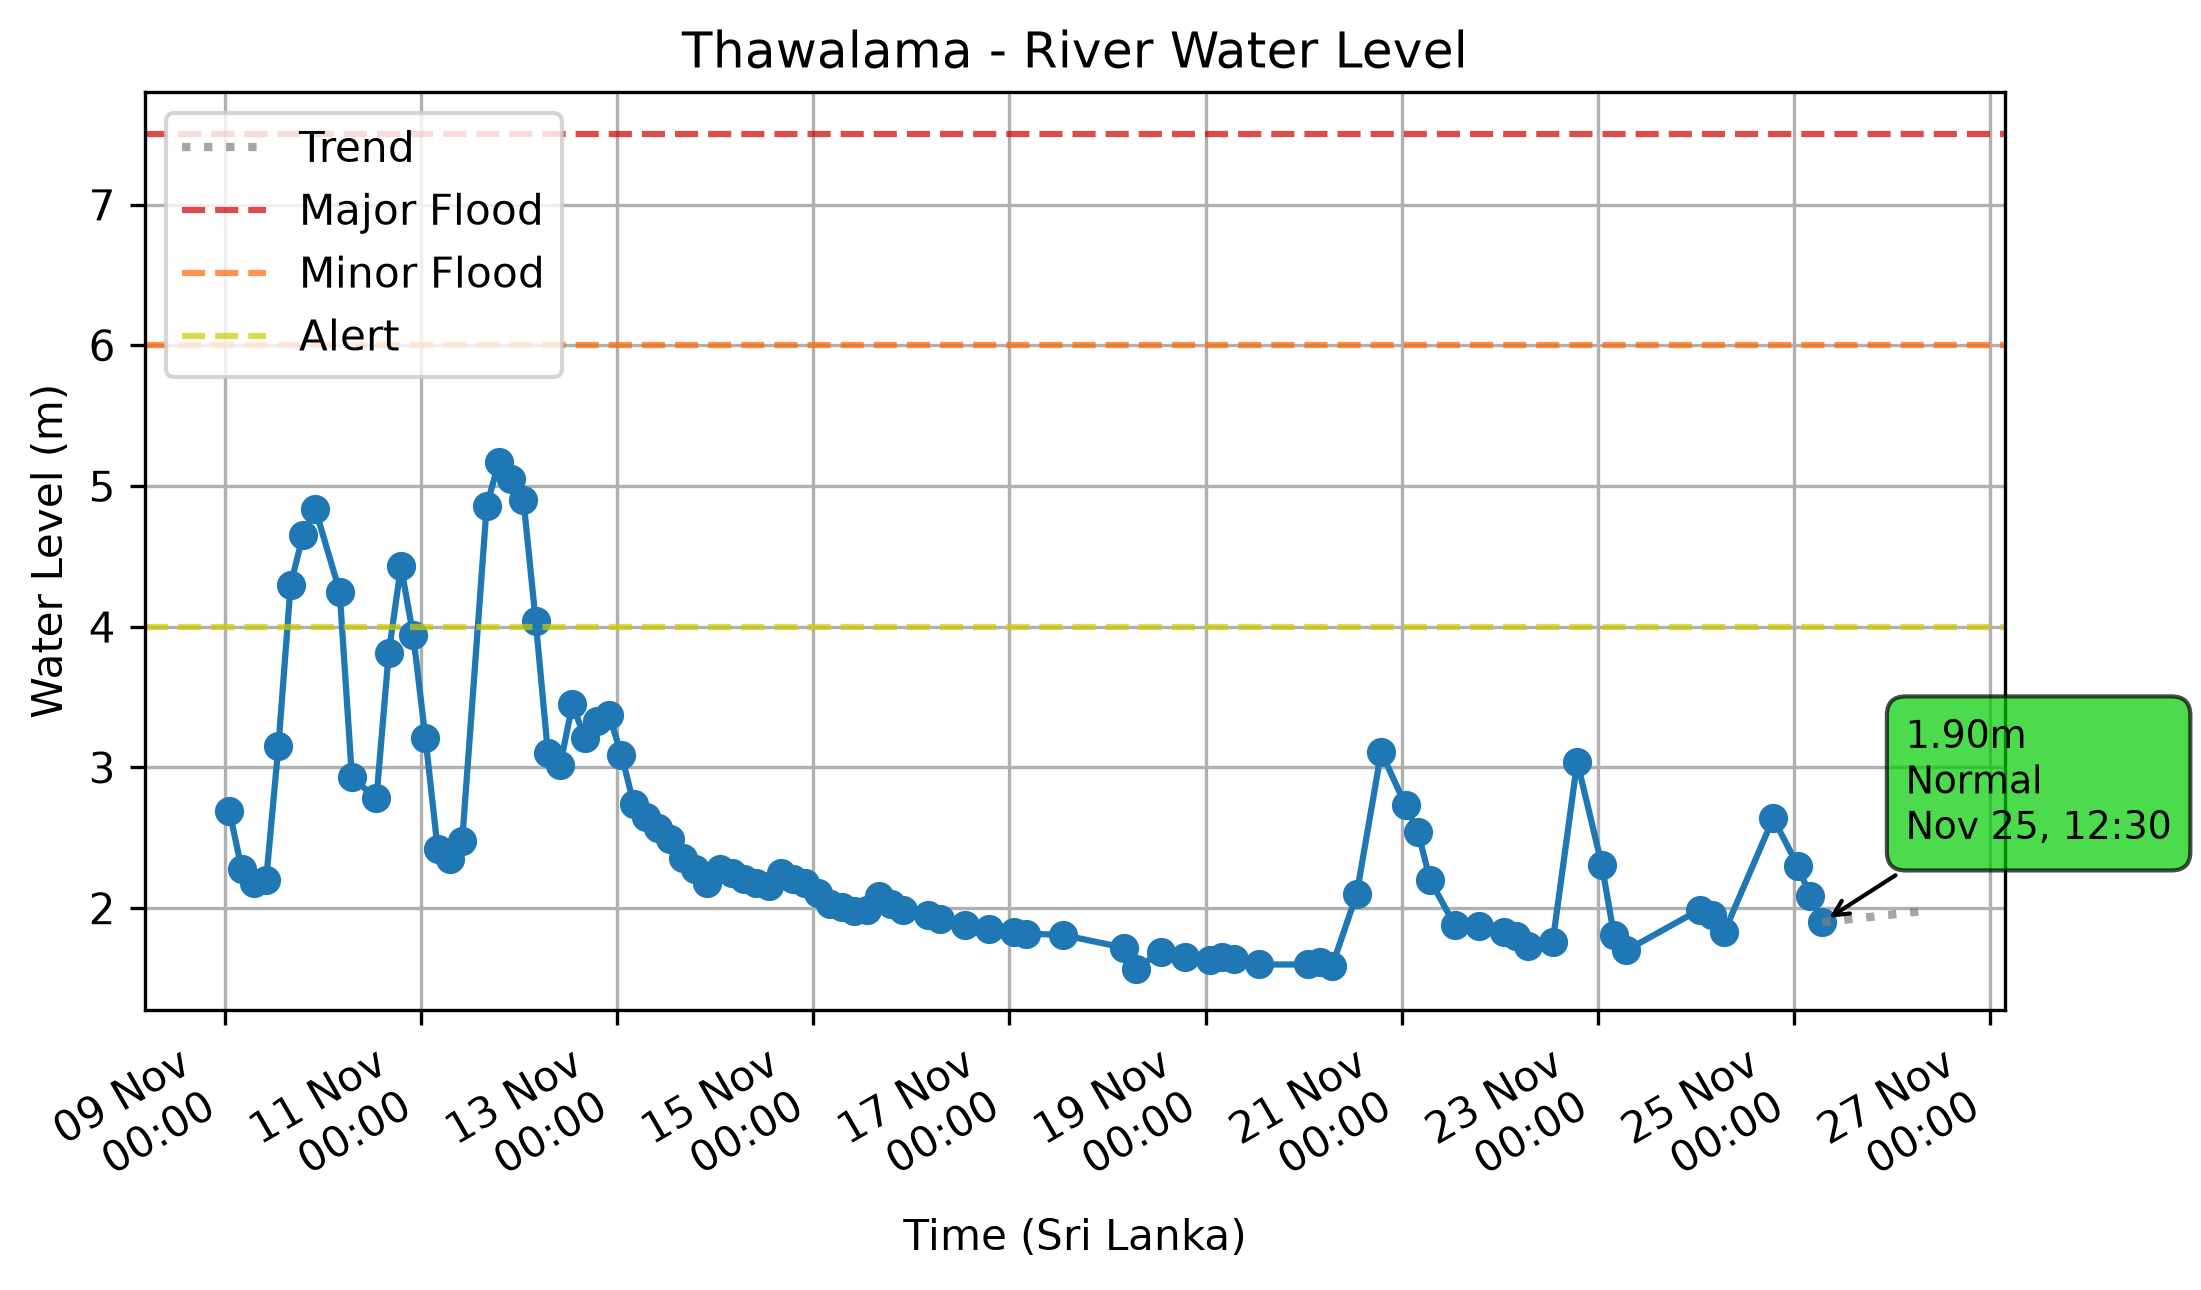 Thawalama - River Water Level
Trend
Major Flood
Minor Flood
Alert
7
6
5
4
3
2
Water Level (m)
1.90m
Normal
Nov 25, 12:30
09 Nov
00:00
11 Nov
00:00
13 Nov
00:00
15 Nov
00:00
17 Nov
00:00
19 Nov
00:00
21 Nov
00:00
23 Nov
00:00
25 Nov
00:00
27 Nov
00:00
Time (Sri Lanka)